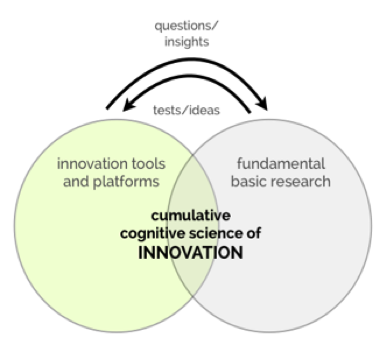 questions/
insights
tests/ideas
innovation tools
and platforms
fundamental
basic research
cumulative
cognitive science of
INNOVATION